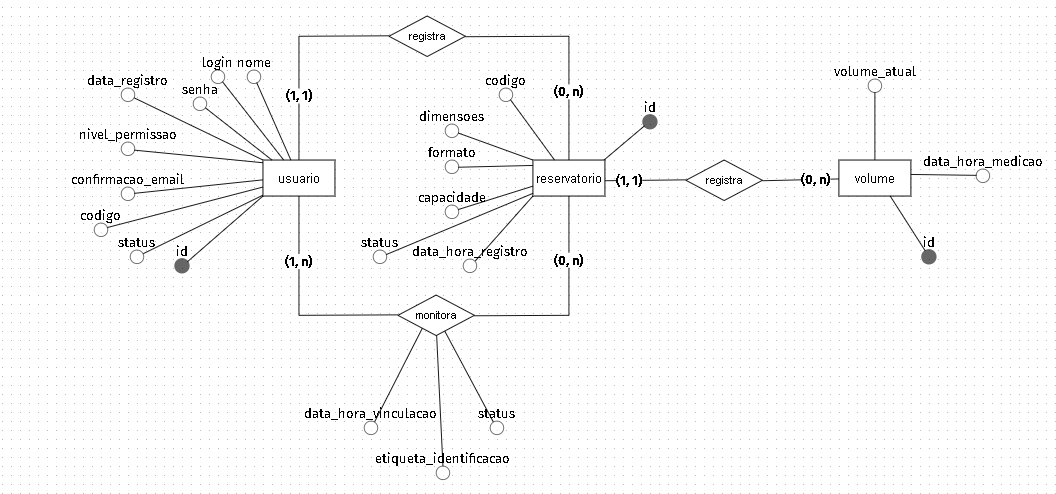 registra
login nome
data_registro
senha
(1, 1)
codigo
(0, n)
volume_atual
id
dimensoes
nivel_permissao
formato
data_hora_medicao
confirmacao_email
usuario
reservatorio
(1, 1)
registra
(0, n)
volume
capacidade
codigo
status
id
status
data_hora_registro
id
(1, n)
(0, n)
monitora
data_hora_vinculacao
status
etiqueta_identificacao